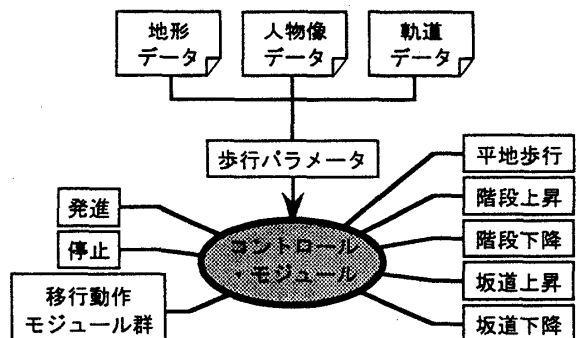 地形
データ
人物像
データ
軌道
データ
歩行パラメータ
発進
停止
移行動作
モジュール群
コントロール
・モジュール
平地歩行
階段上昇
階段下降
坂道上昇
坂道下降